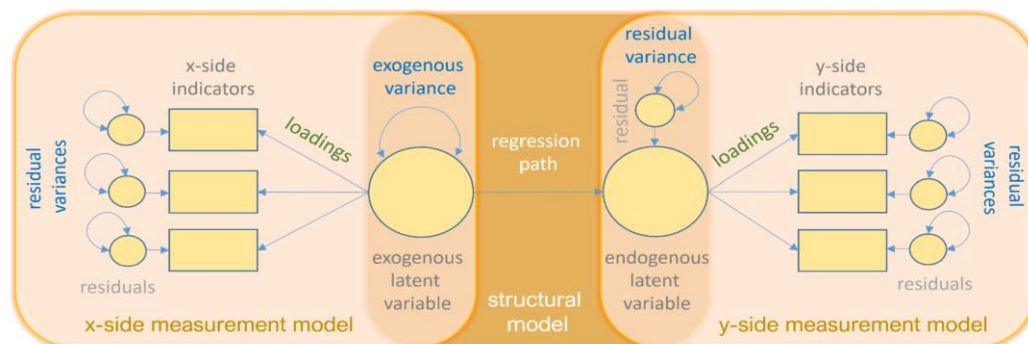 x-side
indicators
loadings
residual
variances
residuals
x-side measurement model
exogenous
variance
exogenous
latent
variable
regression
path
structural
model
residual
variance
residual
endogenous
latent
variable
y-side
indicators
loadings
residual
variances
residuals
y-side measurement model